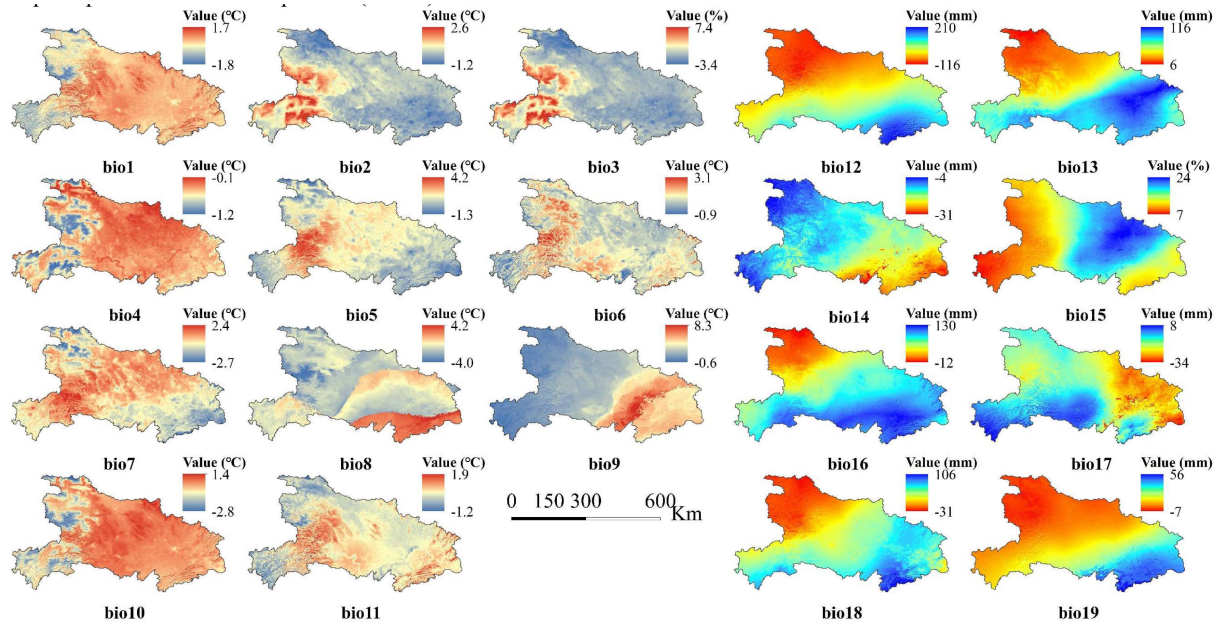 Value (°C) Value (°C) Value (%) Value (mm) Value (mm)
1.7 2.6 7.4 210 116
-1.8 -1.2 -3.4 -116 6
bio1 bio2 bio3 bio12 bio13
Value (°C) Value (°C) Value (°C) Value (mm) Value (%)
-0.1 4.2 3.1 -4 24
-1.2 -1.3 -0.9 -31 7
bio4 bio5 bio6 bio14 bio15
Value (°C) Value (°C) Value (°C) Value (mm) Value (mm)
2.4 4.2 8.3 130 8
-2.7 -4.0 -0.6 -12 -34
bio7 bio8 bio9 bio16 bio17
Value (°C) Value (°C) Value (mm) Value (mm)
1.4 1.9 106 56
-2.8 -1.2 -31 -7
0 150 300 600
Km
bio10 bio11 bio18 bio19